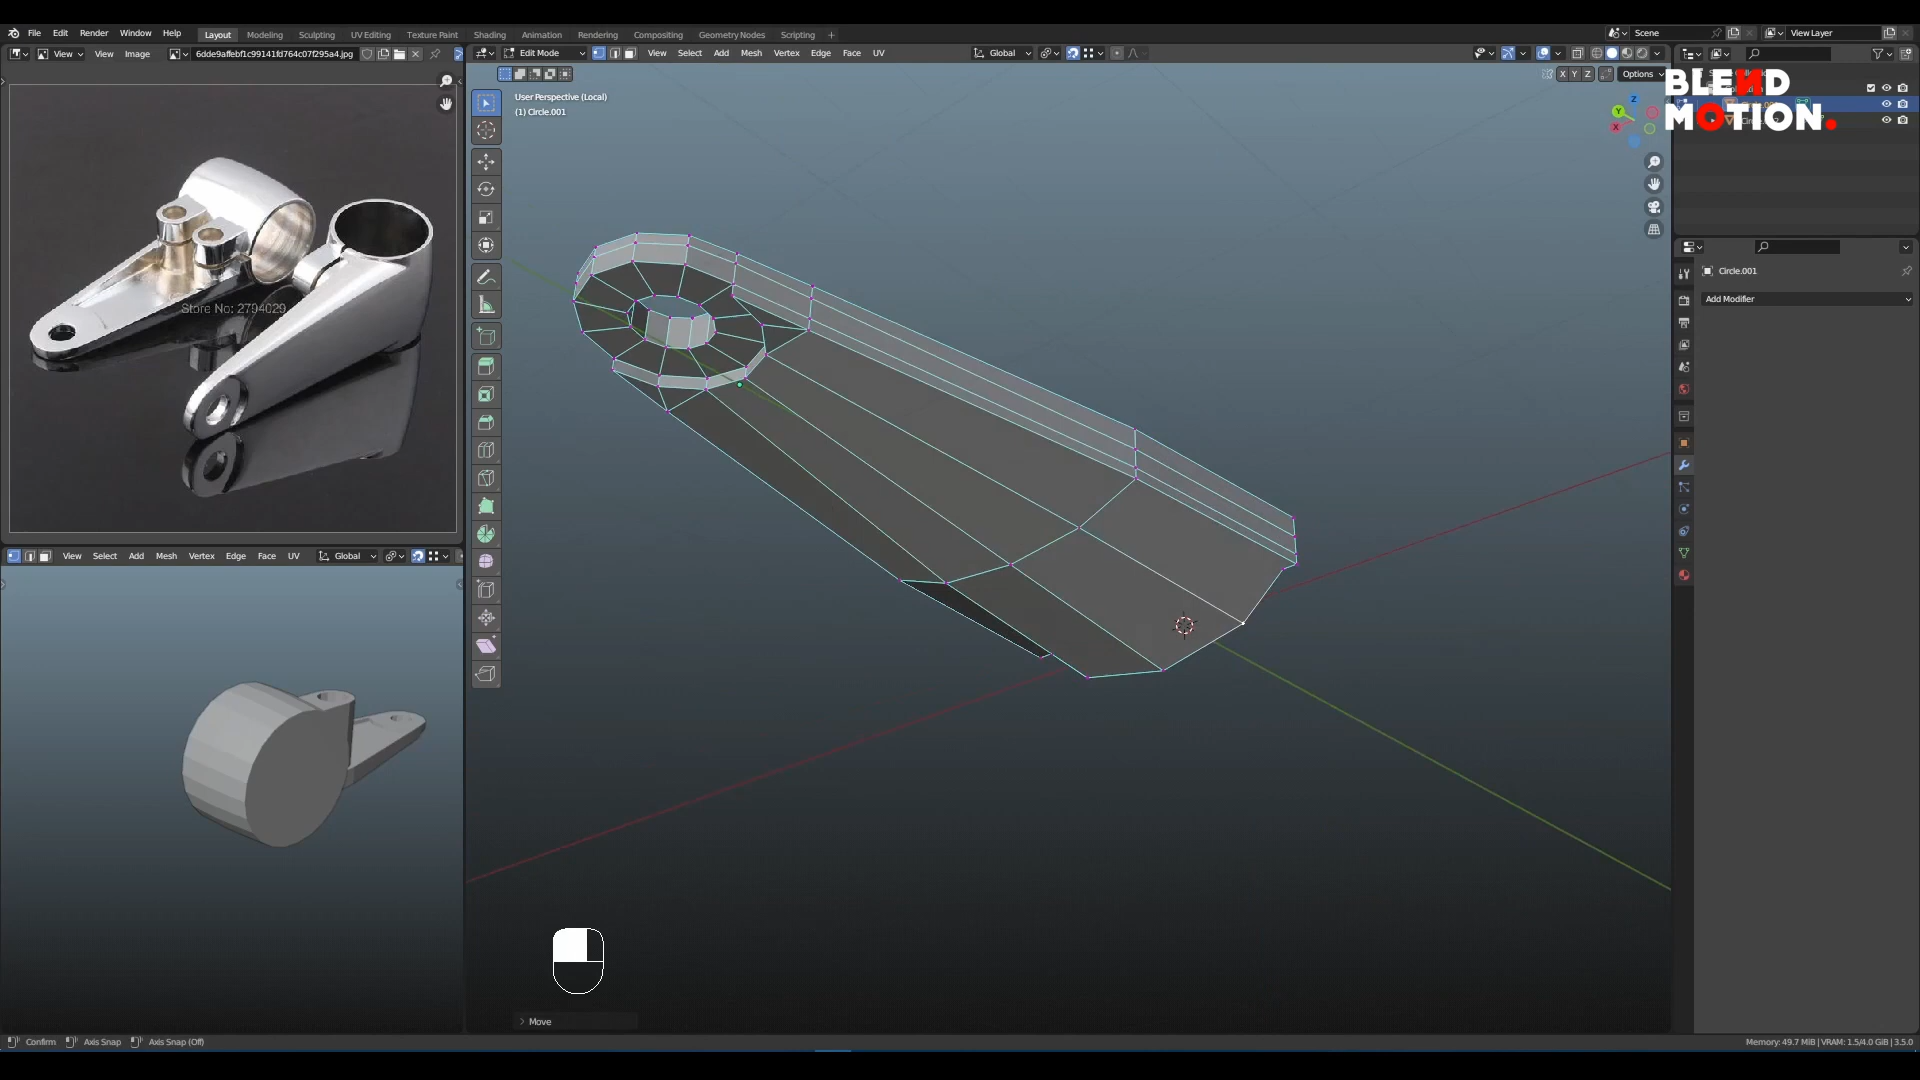 File Edit Render Window Help
Layout Modeling Sculpting UV Editing Texture Paint Shading Animation Rendering Compositing Geometry Nodes Scripting +
Scene
View Layer
View View Image 6dde9affebf1c99141fd764c07f295a4.jpg
Edit Mode View Select Add Mesh Vertex Edge Face UV Global
X Y Z Options
BLEND
MOTION.
User Perspective (Local)
(1) Circle.001
Z
Y
X
Store No: 2794029
Circle.001
Add Modifier
View Select Add Mesh Vertex Edge Face UV Global
Move
Confirm Axis Snap Axis Snap (Off)
Memory: 49.7 MiB | VRAM: 1.5/4.0 GiB | 3.5.0